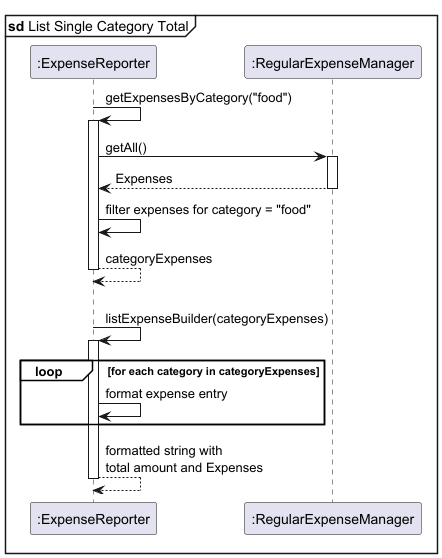 sd List Single Category Total
:ExpenseReporter
:RegularExpenseManager
getExpensesByCategory("food")
getAll()
Expenses
filter expenses for category = "food"
categoryExpenses
listExpenseBuilder(categoryExpenses)
loop [for each category in categoryExpenses]
format expense entry
formatted string with
total amount and Expenses
:ExpenseReporter
:RegularExpenseManager